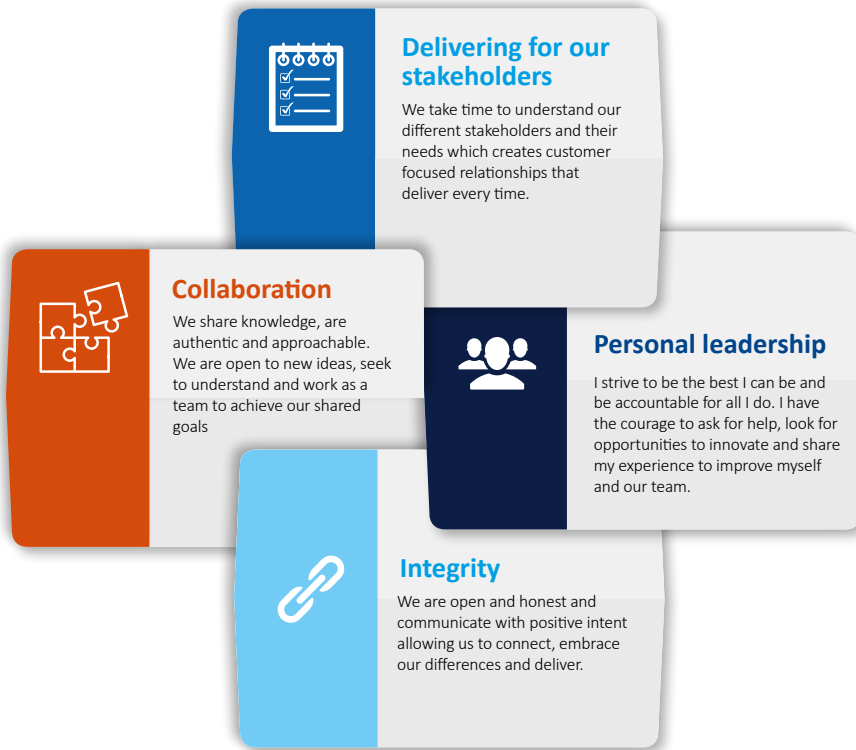 Delivering for our
stakeholders
We take time to understand our
different stakeholders and their
needs which creates customer
focused relationships that
deliver every time.
Collaboration
We share knowledge, are
authentic and approachable.
We are open to new ideas, seek
to understand and work as a
team to achieve our shared
goals
Personal leadership
I strive to be the best I can be and
be accountable for all I do. I have
the courage to ask for help, look for
opportunities to innovate and share
my experience to improve myself
and our team.
Integrity
We are open and honest and
communicate with positive intent
allowing us to connect, embrace
our differences and deliver.